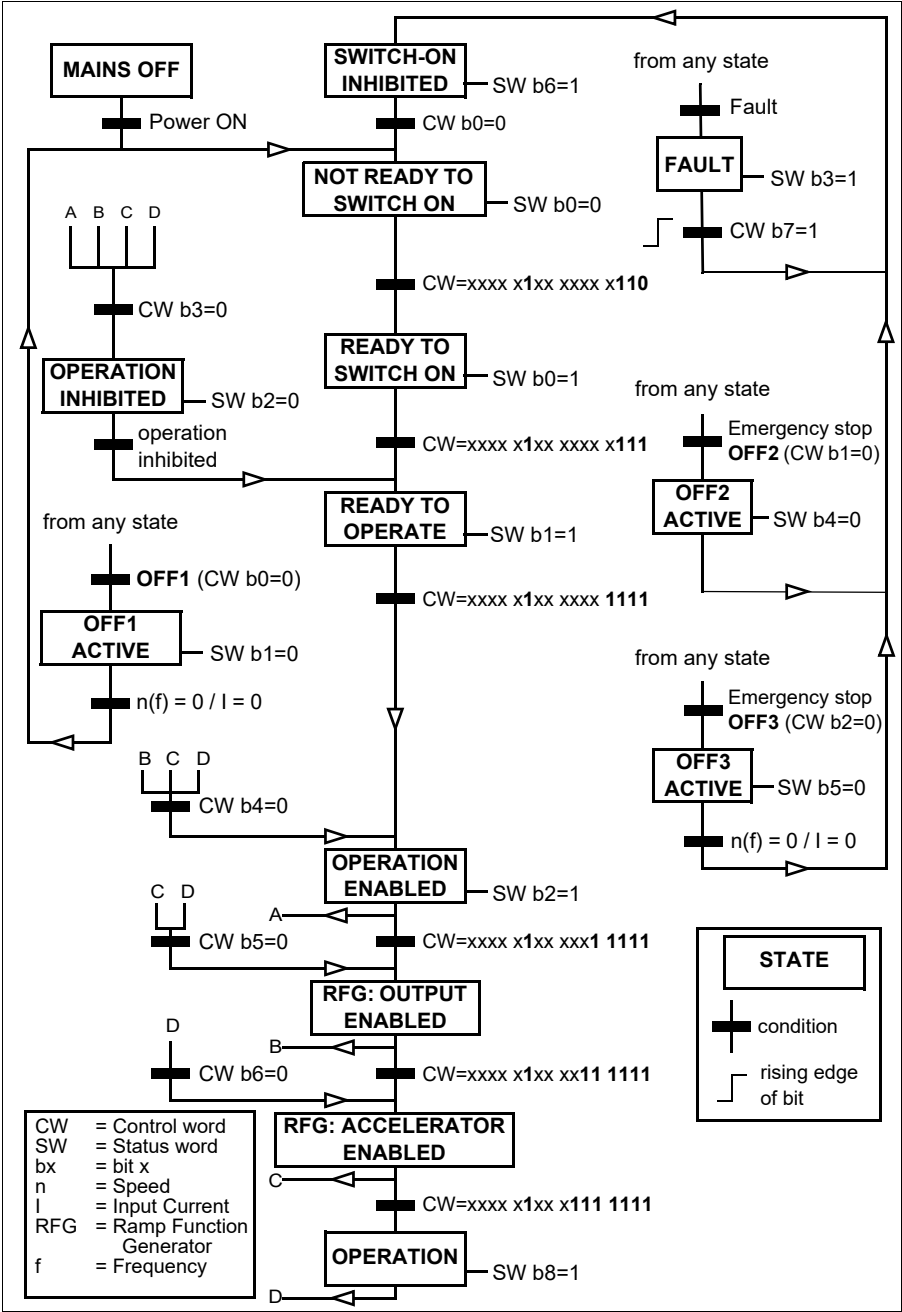 MAINS OFF
Power ON
SWITCH-ON
INHIBITED
SW b6=1
CW b0=0
from any state
Fault
FAULT
SW b3=1
CW b7=1
NOT READY TO
SWITCH ON
SW b0=0
A B C D
CW b3=0
OPERATION
INHIBITED
SW b2=0
operation
inhibited
CW=xxxx x1xx xxxx x110
READY TO
SWITCH ON
SW b0=1
CW=xxxx x1xx xxxx x111
from any state
Emergency stop
OFF2 (CW b1=0)
OFF2
ACTIVE
SW b4=0
READY TO
OPERATE
SW b1=1
CW=xxxx x1xx xxxx 1111
from any state
OFF1 (CW b0=0)
OFF1
ACTIVE
SW b1=0
n(f) = 0 / I = 0
from any state
Emergency stop
OFF3 (CW b2=0)
OFF3
ACTIVE
SW b5=0
n(f) = 0 / I = 0
B C D
CW b4=0
OPERATION
ENABLED
SW b2=1
A
C D
CW b5=0
CW=xxxx x1xx xxx1 1111
RFG: OUTPUT
ENABLED
B
D
CW b6=0
CW=xxxx x1xx xx11 1111
RFG: ACCELERATOR
ENABLED
C
CW=xxxx x1xx x111 1111
OPERATION
SW b8=1
D
STATE
condition
rising edge
of bit
CW = Control word
SW = Status word
bx = bit x
n = Speed
I = Input Current
RFG = Ramp Function
Generator
f = Frequency